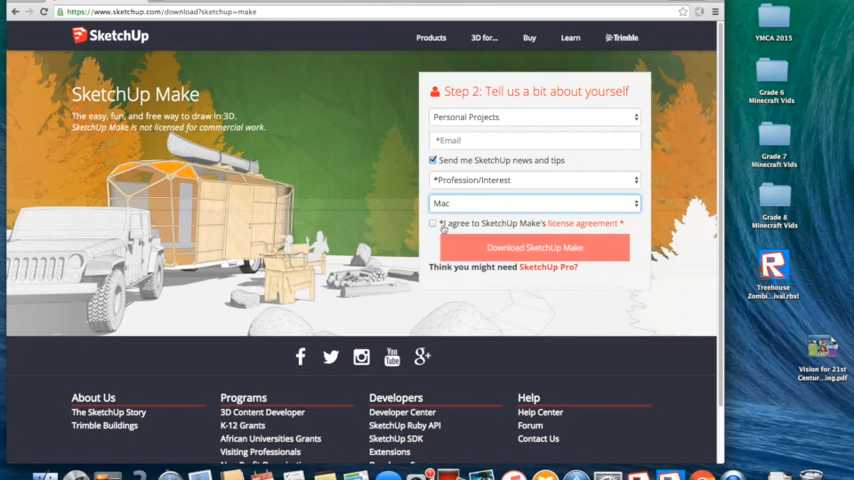 https://www.sketchup.com/download?sketchup=make
SketchUp
Products
3D for...
Buy
Learn
Trimble
SketchUp Make
The easy, fun, and free way to draw in 3D.
SketchUp Make is not licensed for commercial work.
Step 2: Tell us a bit about yourself
Personal Projects
*Email
Send me SketchUp news and tips
*Profession/Interest
Mac
*I agree to SketchUp Make's license agreement *
Download SketchUp Make
Think you might need SketchUp Pro?
You
Tube
g+
About Us
The SketchUp Story
Trimble Buildings
Programs
3D Content Developer
K-12 Grants
African Universities Grants
Visiting Professionals
Developers
Developer Center
SketchUp Ruby API
SketchUp SDK
Extensions
Help
Help Center
Forum
Contact Us
YMCA 2015
Grade 6
Minecraft Vids
Grade 7
Minecraft Vids
Grade 8
Minecraft Vids
Treehouse
Zombi...ival.rbxl
Vision for 21st
Centur...ing.pdf